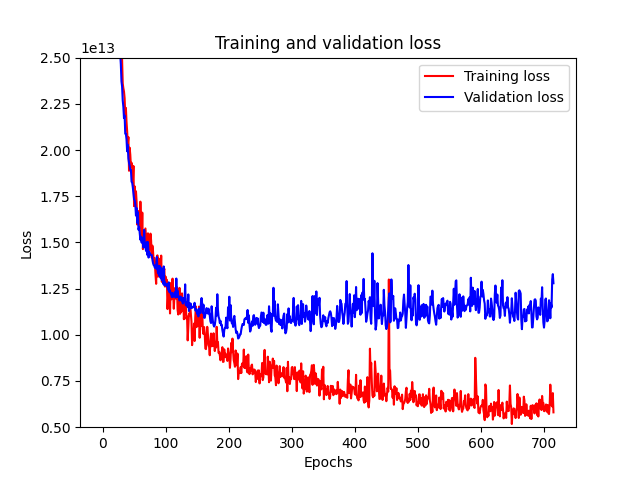 Training and validation loss
1e13
Training loss
Validation loss
2.50
2.25
2.00
1.75
1.50
1.25
1.00
0.75
0.50
Loss
0 100 200 300 400 500 600 700
Epochs